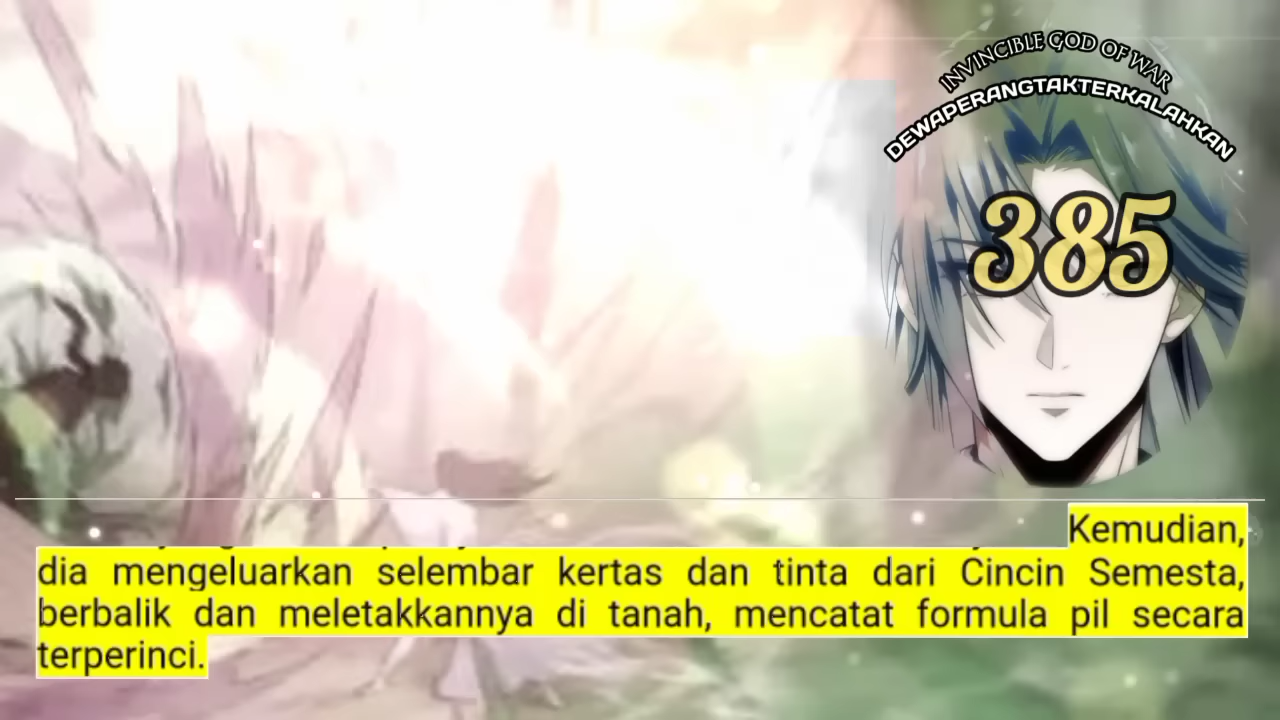 INVINCIBLE GOD OF WAR
DEWAPERANGTAKTERKALAHKAN
385
Kemudian,
dia mengeluarkan selembar kertas dan tinta dari Cincin Semesta,
berbalik dan meletakkannya di tanah, mencatat formula pil secara
terperinci.